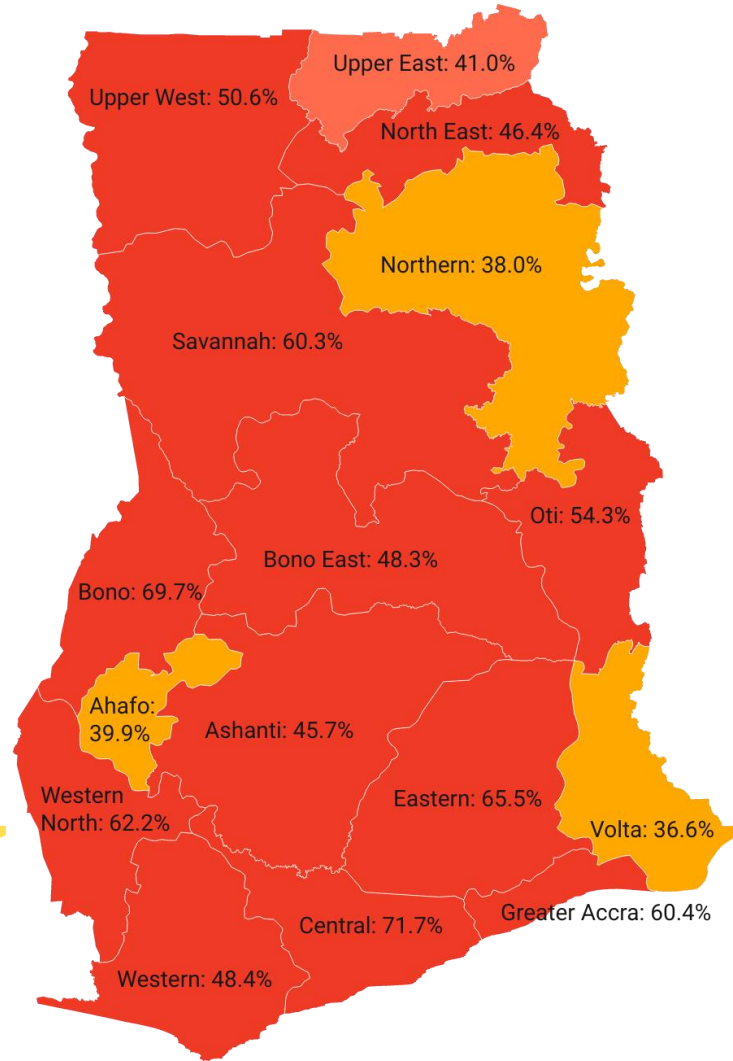 Upper East: 41.0%
Upper West: 50.6%
North East: 46.4%
Northern: 38.0%
Savannah: 60.3%
Oti: 54.3%
Bono East: 48.3%
Bono: 69.7%
Ahafo:
39.9%
Ashanti: 45.7%
Western
North: 62.2%
Eastern: 65.5%
Volta: 36.6%
Greater Accra: 60.4%
Central: 71.7%
Western: 48.4%